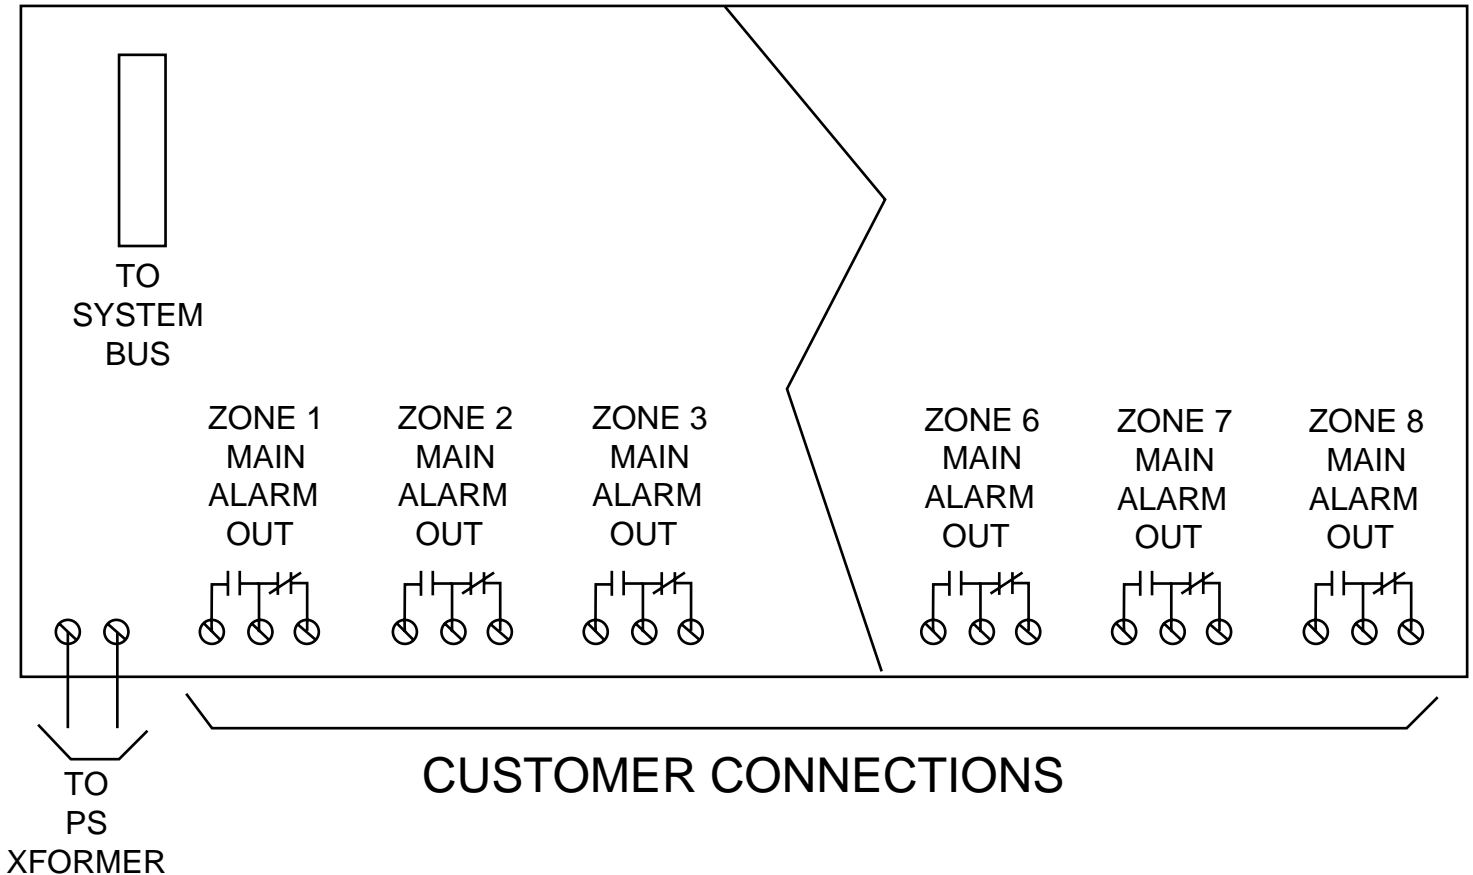 TO
SYSTEM
BUS
ZONE 1
MAIN
ALARM
OUT
ZONE 2
MAIN
ALARM
OUT
ZONE 3
MAIN
ALARM
OUT
ZONE 6
MAIN
ALARM
OUT
ZONE 7
MAIN
ALARM
OUT
ZONE 8
MAIN
ALARM
OUT
TO
PS
XFORMER
CUSTOMER CONNECTIONS